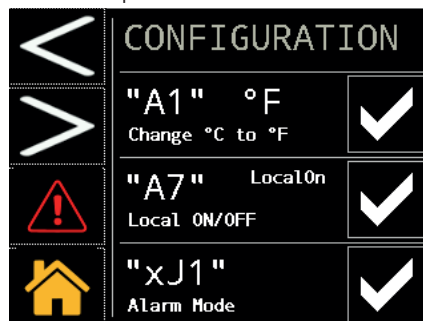 CONFIGURATION
"A1" °F
Change °C to °F
"A7" LocalOn
Local ON/OFF
"xJ1"
Alarm Mode